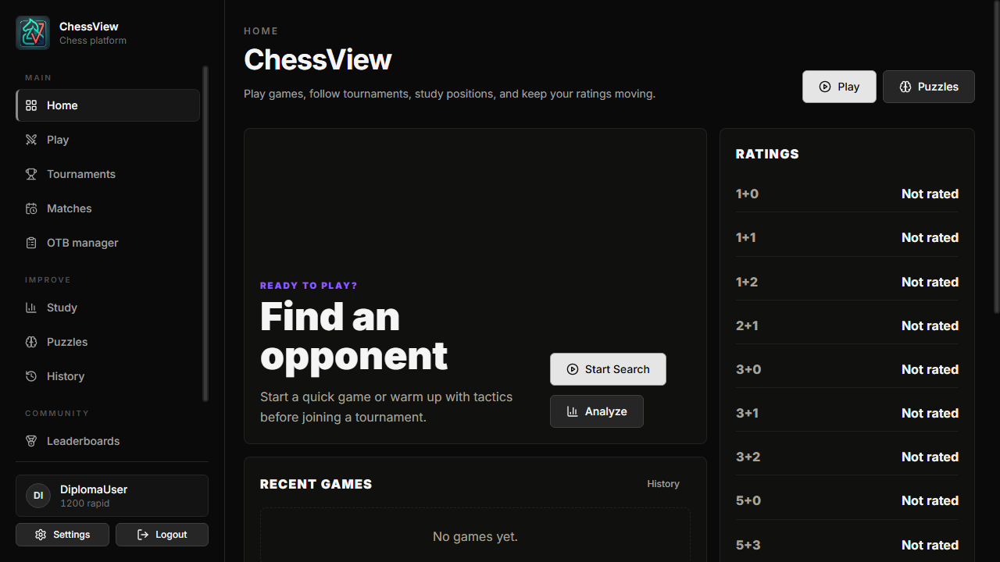 ChessView
Chess platform
MAIN
Home
Play
Tournaments
Matches
OTB manager
IMPROVE
Study
Puzzles
History
COMMUNITY
Leaderboards
DI
DiplomaUser
1200 rapid
Settings
Logout
HOME
ChessView
Play games, follow tournaments, study positions, and keep your ratings moving.
Play
Puzzles
READY TO PLAY?
Find an
opponent
Start a quick game or warm up with tactics
before joining a tournament.
Start Search
Analyze
RECENT GAMES
History
No games yet.
RATINGS
1+0 Not rated
1+1 Not rated
1+2 Not rated
2+1 Not rated
3+0 Not rated
3+1 Not rated
3+2 Not rated
5+0 Not rated
5+3 Not rated